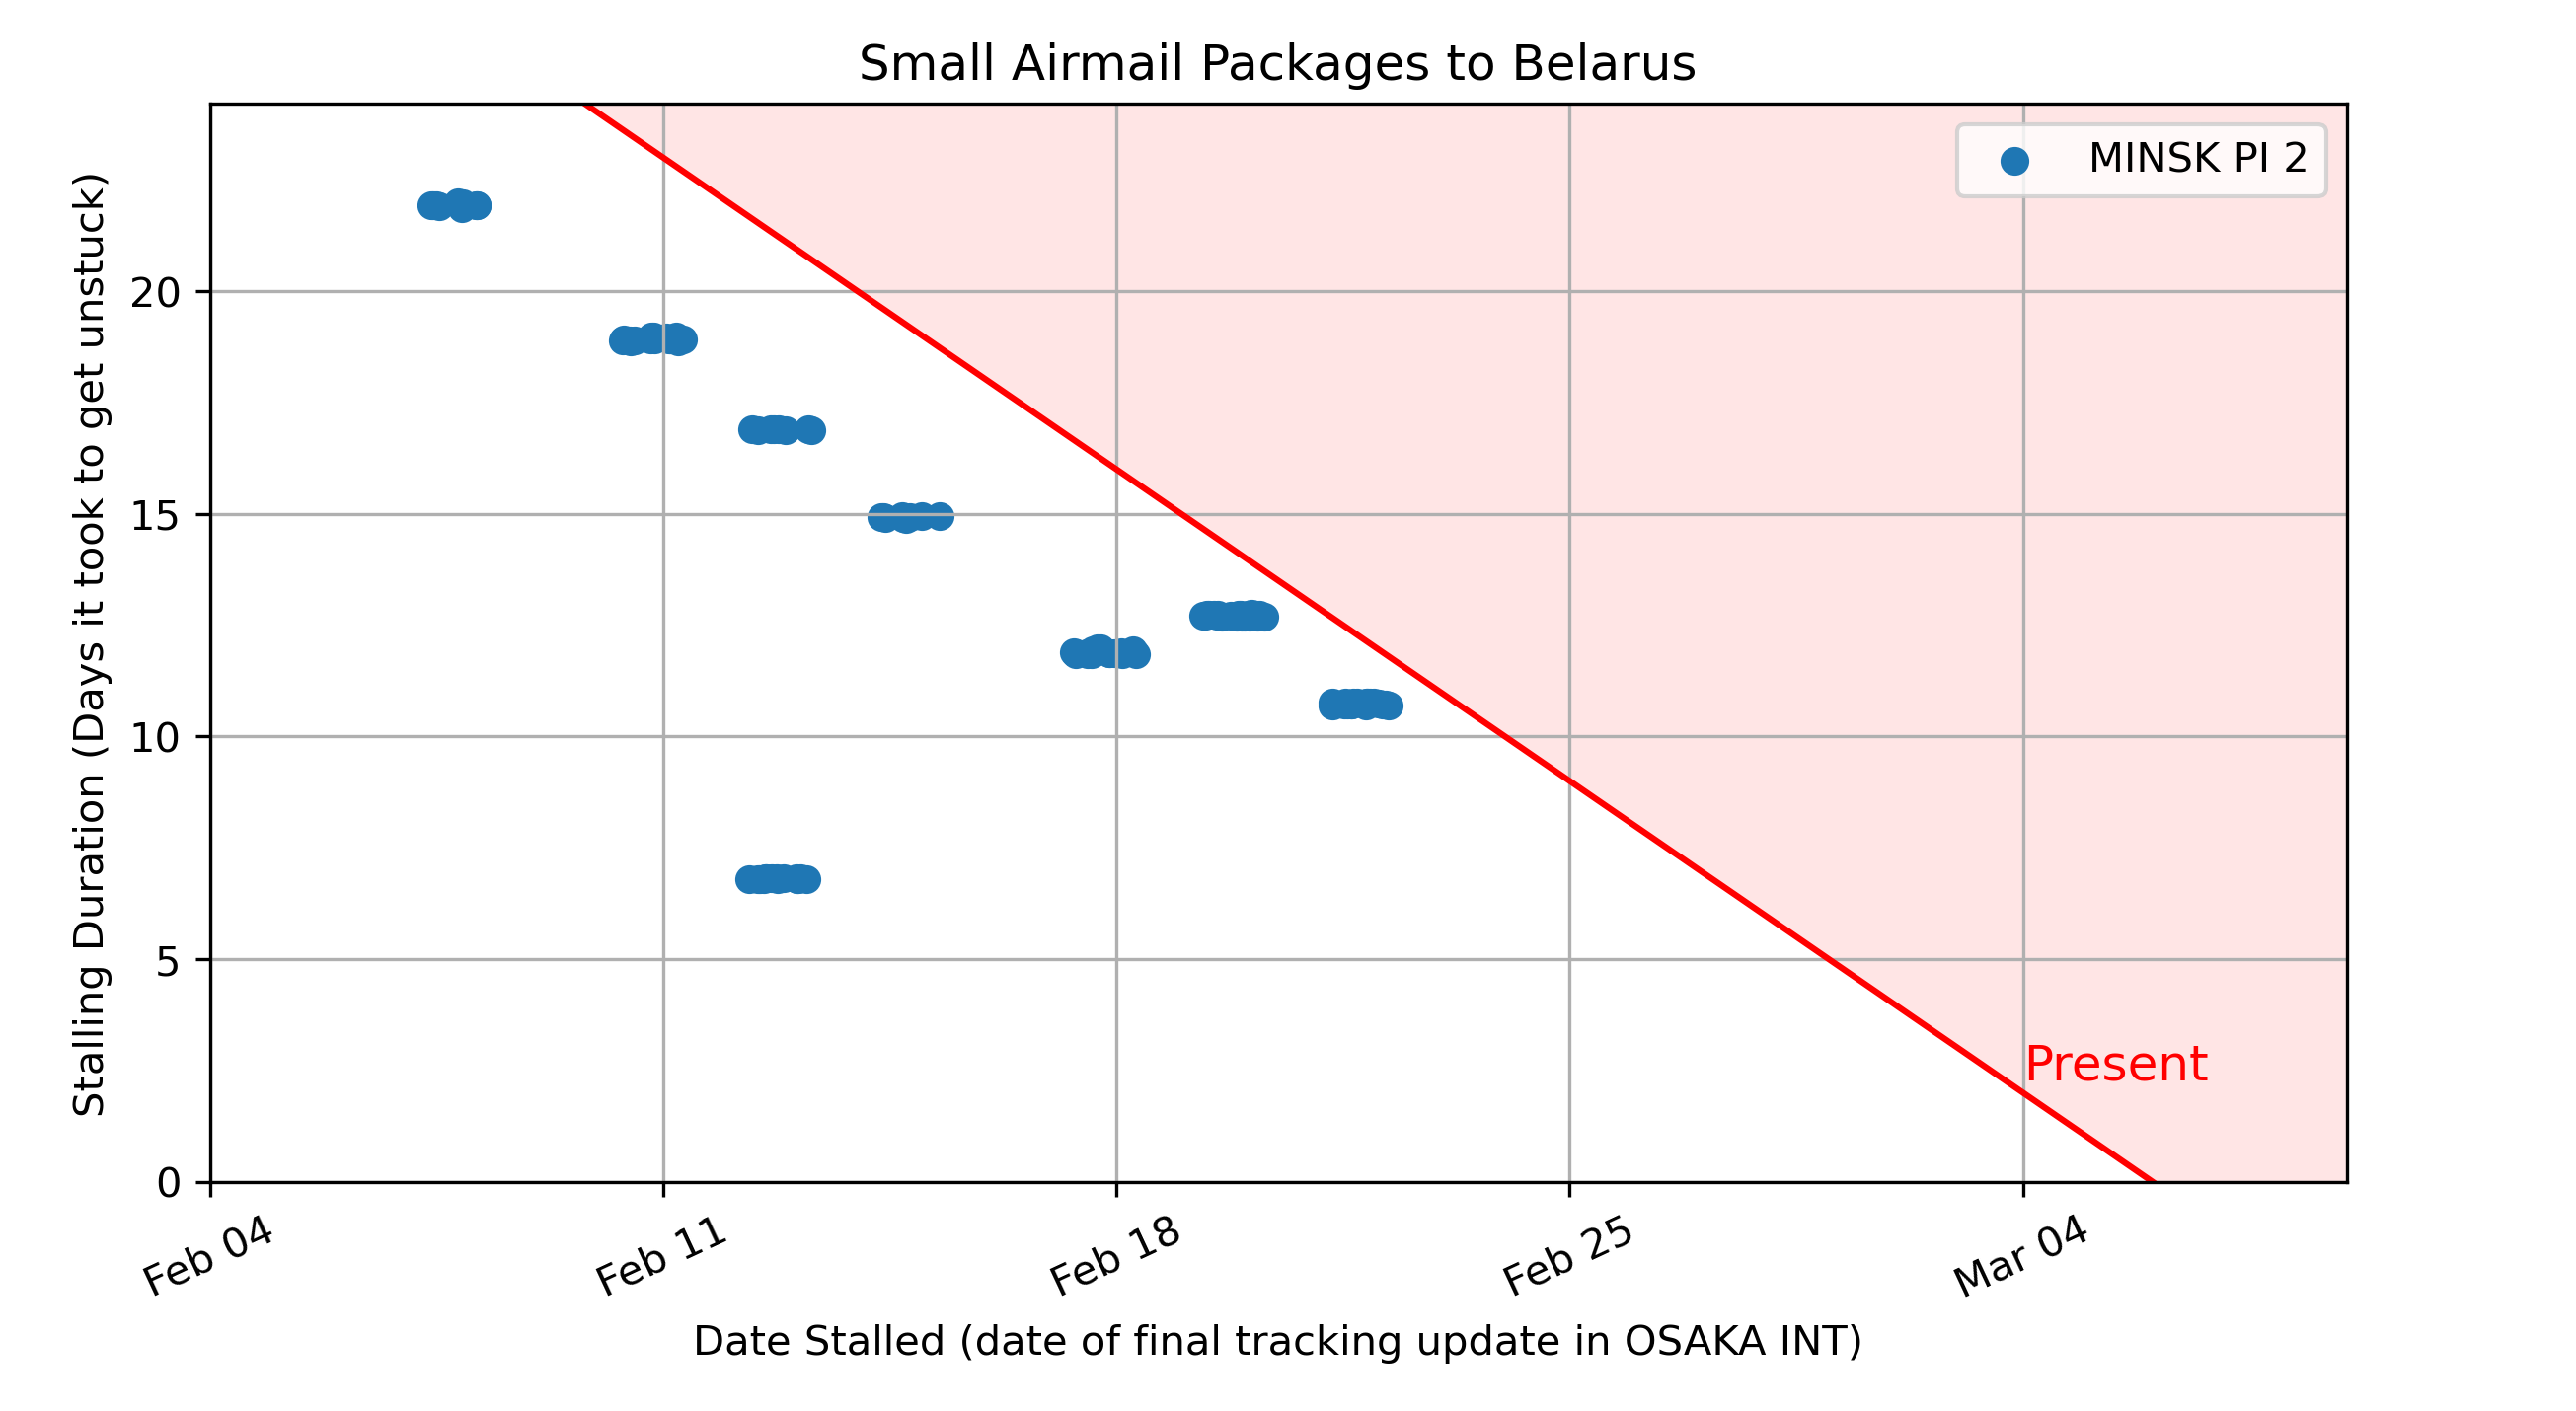 Small Airmail Packages to Belarus
MINSK PI 2
Stalling Duration (Days it took to get unstuck)
20
15
10
5
0
Present
Feb 04
Feb 11
Feb 18
Feb 25
Mar 04
Date Stalled (date of final tracking update in OSAKA INT)